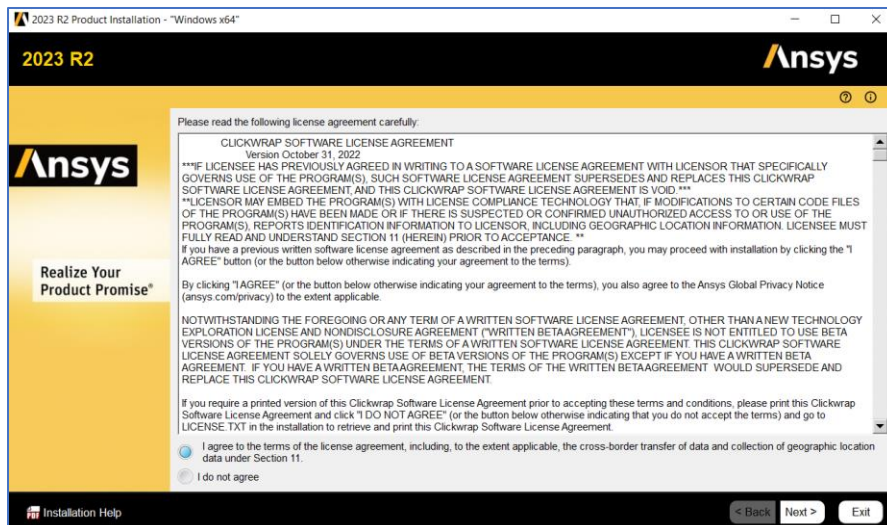 2023 R2 Product Installation - "Windows x64"
2023 R2
Ansys
Please read the following license agreement carefully:
CLICKWRAP SOFTWARE LICENSE AGREEMENT
Version October 31, 2022
***IF LICENSEE HAS PREVIOUSLY AGREED IN WRITING TO A SOFTWARE LICENSE AGREEMENT WITH LICENSOR THAT SPECIFICALLY
GOVERNS USE OF THE PROGRAM(S), SUCH SOFTWARE LICENSE AGREEMENT SUPERSEDES AND REPLACES THIS CLICKWRAP
SOFTWARE LICENSE AGREEMENT, AND THIS CLICKWRAP SOFTWARE LICENSE AGREEMENT IS VOID.***
**LICENSOR MAY EMBED THE PROGRAM(S) WITH LICENSE COMPLIANCE TECHNOLOGY THAT, IF MODIFICATIONS TO CERTAIN CODE FILES
OF THE PROGRAM(S) HAVE BEEN MADE OR IF THERE IS SUSPECTED OR CONFIRMED UNAUTHORIZED ACCESS TO OR USE OF THE
PROGRAM(S), REPORTS IDENTIFICATION INFORMATION TO LICENSOR, INCLUDING GEOGRAPHIC LOCATION INFORMATION. LICENSEE MUST
FULLY READ AND UNDERSTAND SECTION 11 (HEREIN) PRIOR TO ACCEPTANCE. **
If you have a previous written software license agreement as described in the preceding paragraph, you may proceed with installation by clicking the "I
AGREE" button (or the button below otherwise indicating your agreement to the terms).
By clicking "I AGREE" (or the button below otherwise indicating your agreement to the terms), you also agree to the Ansys Global Privacy Notice
(ansys.com/privacy) to the extent applicable.
NOTWITHSTANDING THE FOREGOING OR ANY TERM OF A WRITTEN SOFTWARE LICENSE AGREEMENT, OTHER THAN A NEW TECHNOLOGY
EXPLORATION LICENSE AND NONDISCLOSURE AGREEMENT ("WRITTEN BETA AGREEMENT"), LICENSEE IS NOT ENTITLED TO USE BETA
VERSIONS OF THE PROGRAM(S) UNDER THE TERMS OF A WRITTEN SOFTWARE LICENSE AGREEMENT. THIS CLICKWRAP SOFTWARE
LICENSE AGREEMENT SOLELY GOVERNS USE OF BETA VERSIONS OF THE PROGRAM(S) EXCEPT IF YOU HAVE A WRITTEN BETA
AGREEMENT. IF YOU HAVE A WRITTEN BETA AGREEMENT, THE TERMS OF THE WRITTEN BETA AGREEMENT WOULD SUPERSEDE AND
REPLACE THIS CLICKWRAP SOFTWARE LICENSE AGREEMENT.
If you require a printed version of this Clickwrap Software License Agreement prior to accepting these terms and conditions, please print this Clickwrap
Software License Agreement and click "I DO NOT AGREE" (or the button below otherwise indicating that you do not accept the terms) and go to
LICENSE.TXT in the installation to retrieve and print this Clickwrap Software License Agreement.
Ansys
Realize Your
Product Promise®
I agree to the terms of the license agreement, including, to the extent applicable, the cross-border transfer of data and collection of geographic location
data under Section 11.
I do not agree
PDF Installation Help
< Back
Next >
Exit